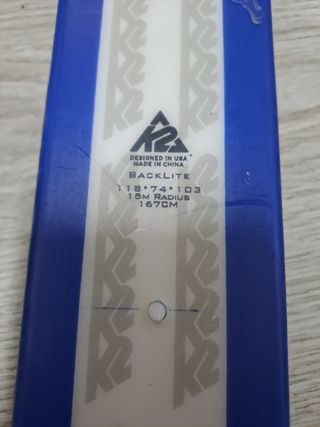 K2
DESIGNED IN USA
MADE IN CHINA
BACKLITE
118*74*103
15M RADIUS
167CM